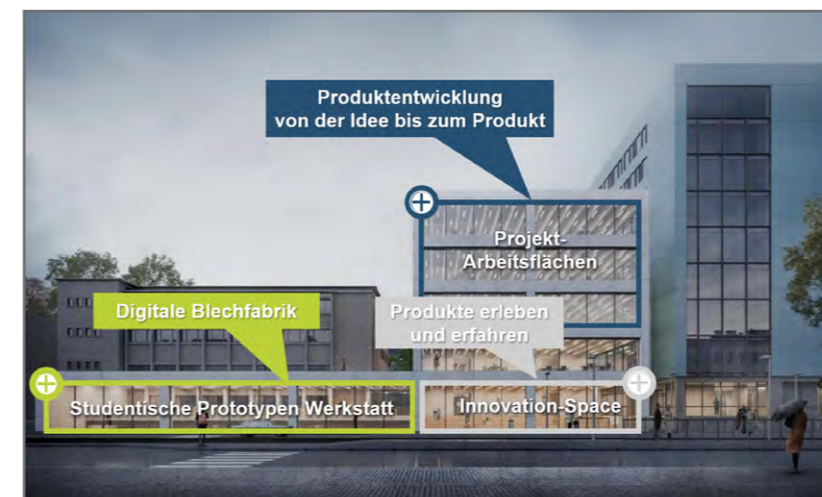 Produktentwicklung
von der Idee bis zum Produkt
Projekt-
Arbeitsflächen
Digitale Blechfabrik
Produkte erleben
und erfahren
Studentische Prototypen Werkstatt
Innovation-Space